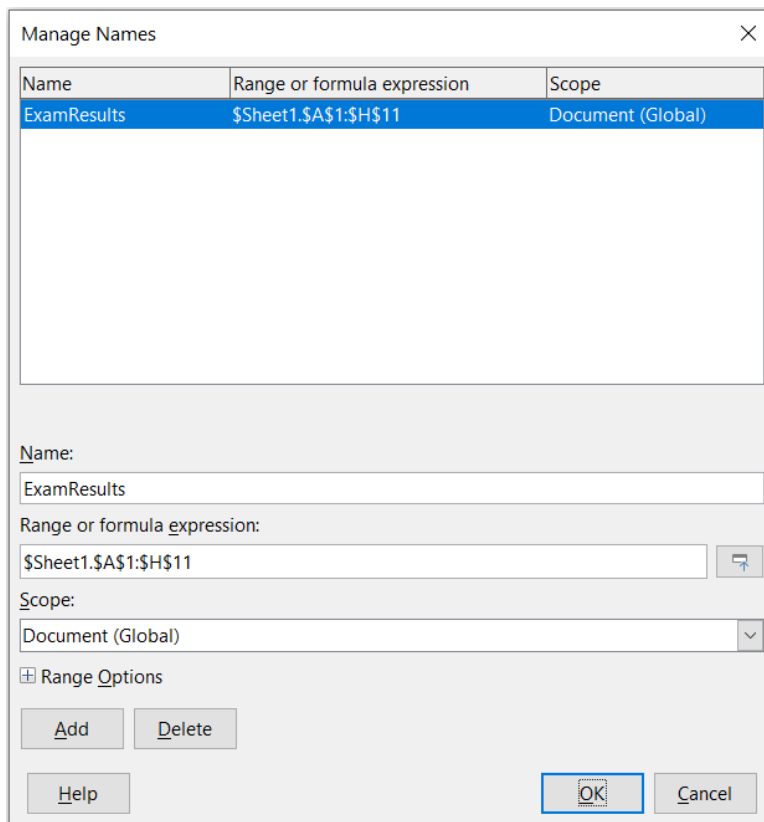 Manage Names
Name Range or formula expression Scope
ExamResults $Sheet1.$A$1:$H$11 Document (Global)
Name:
ExamResults
Range or formula expression:
$Sheet1.$A$1:$H$11
Scope:
Document (Global)
Range Options
Add Delete
Help OK Cancel